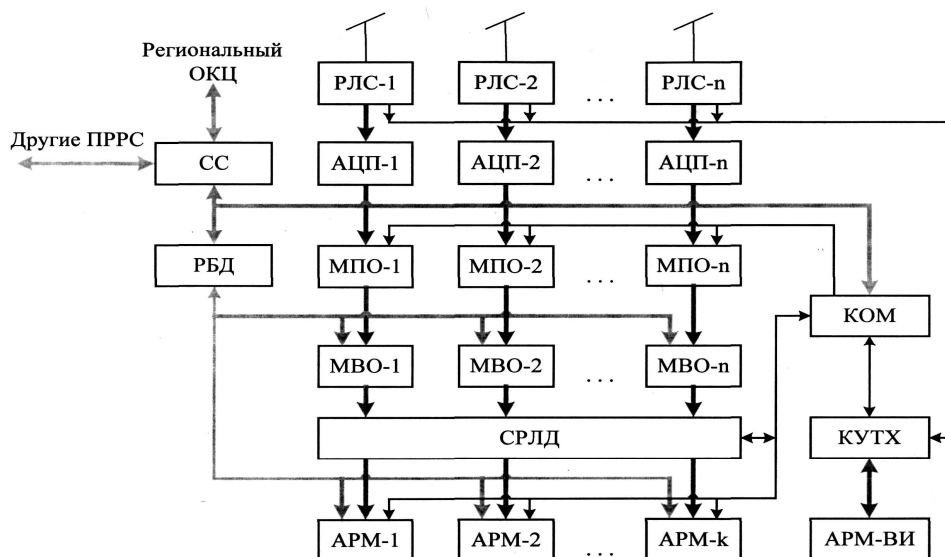 Региональный
ОКЦ
РЛС-1 РЛС-2 ... РЛС-n
Другие ПРРС
СС АЦП-1 АЦП-2 ... АЦП-n
РБД МПО-1 МПО-2 ... МПО-n
КОМ
МВО-1 МВО-2 ... МВО-n
СРЛД КУТХ
АРМ-1 АРМ-2 ... АРМ-k АРМ-ВИ